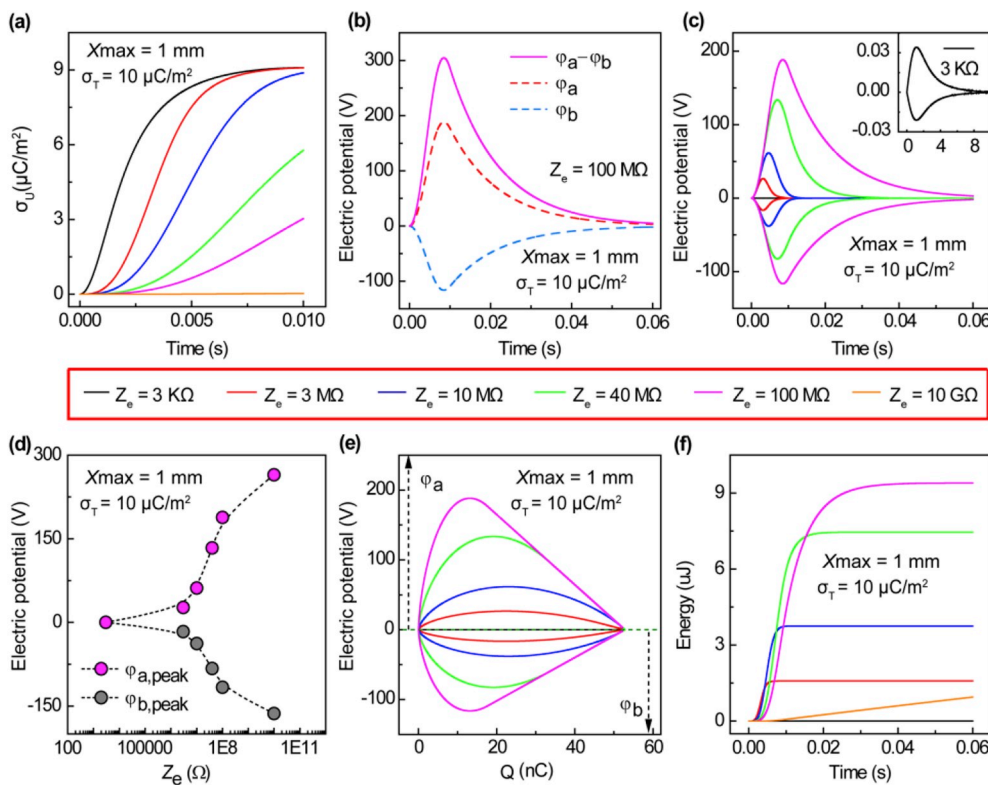 (a)
Xmax = 1 mm
σT = 10 μC/m²
9
6
3
0
σU(μC/m²)
0.000
0.005
0.010
Time (s)
(b)
300
200
100
0
-100
Electric potential (V)
φa−φb
φa
φb
Ze = 100 MΩ
Xmax = 1 mm
σT = 10 μC/m²
0.00
0.02
0.04
0.06
Time (s)
(c)
200
100
0
-100
Electric potential (V)
0.03
0.00
-0.03
3 KΩ
0
4
8
Xmax = 1 mm
σT = 10 μC/m²
0.00
0.02
0.04
0.06
Time (s)
Ze = 3 KΩ
Ze = 3 MΩ
Ze = 10 MΩ
Ze = 40 MΩ
Ze = 100 MΩ
Ze = 10 GΩ
(d)
300
150
0
-150
Electric potential (V)
Xmax = 1 mm
σT = 10 μC/m²
φa,peak
φb,peak
100
100000
1E8
1E11
Ze (Ω)
(e)
200
100
0
-100
Electric potential (V)
φa
Xmax = 1 mm
σT = 10 μC/m²
φb
0
20
40
60
Q (nC)
(f)
9
6
3
0
Energy (uJ)
Xmax = 1 mm
σT = 10 μC/m²
0.00
0.02
0.04
0.06
Time (s)